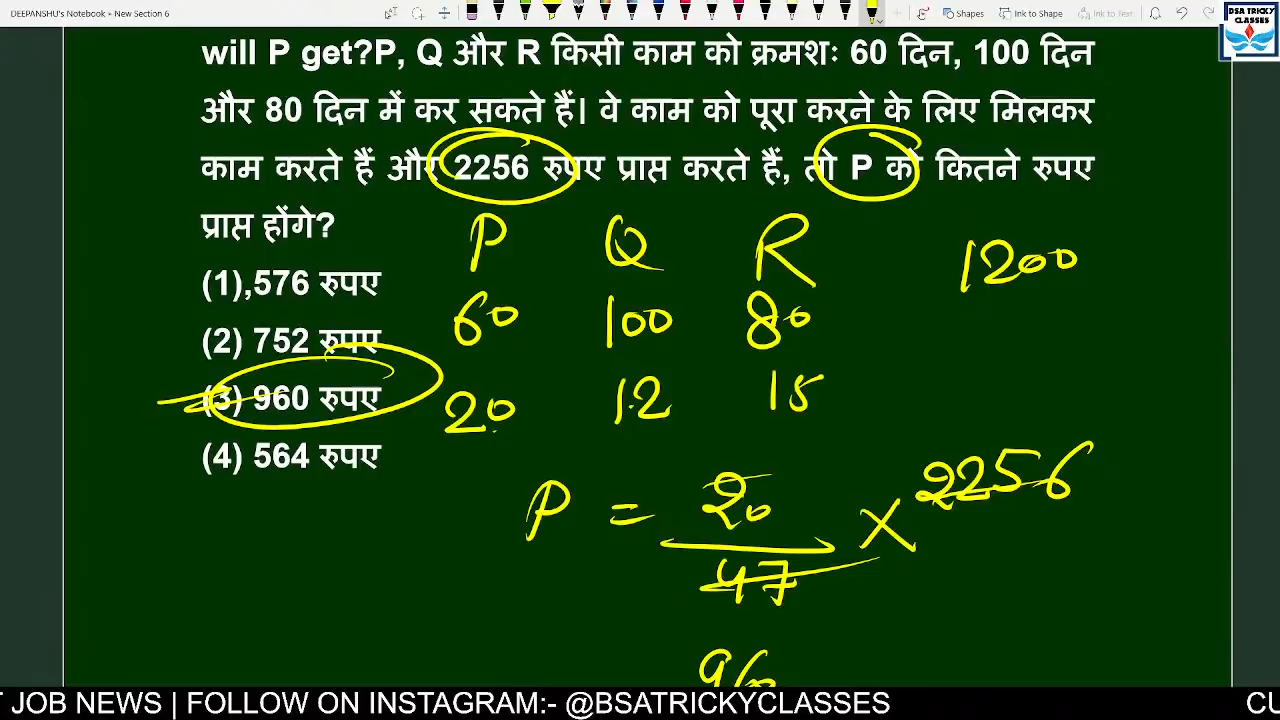 DEEPANSHU's Notebook » New Section 6
Shapes Ink to Shape Ink to Text
BSA TRICKY
CLASSES
will P get?P, Q और R किसी काम को क्रमशः 60 दिन, 100 दिन
और 80 दिन में कर सकते हैं। वे काम को पूरा करने के लिए मिलकर
काम करते हैं और 2256 रुपए प्राप्त करते हैं, तो P को कितने रुपए
प्राप्त होंगे?
P Q R 1200
(1),576 रुपए
60 100 80
(2) 752 रुपए
(3) 960 रुपए
20 12 15
(4) 564 रुपए
P = 20 × 2256
47
960
T JOB NEWS | FOLLOW ON INSTAGRAM:- @BSATRICKYCLASSES CU